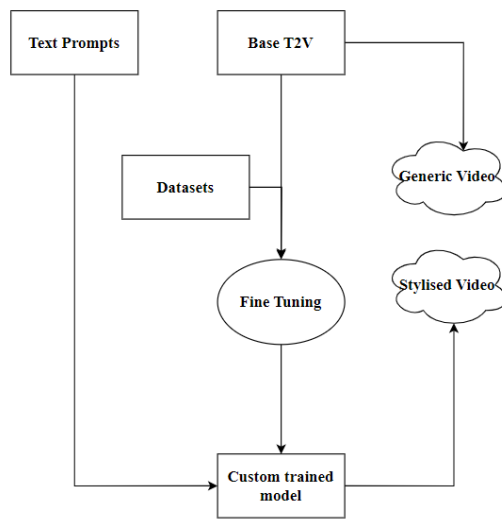 Text Prompts
Base T2V
Generic Video
Datasets
Stylised Video
Fine Tuning
Custom trained
model